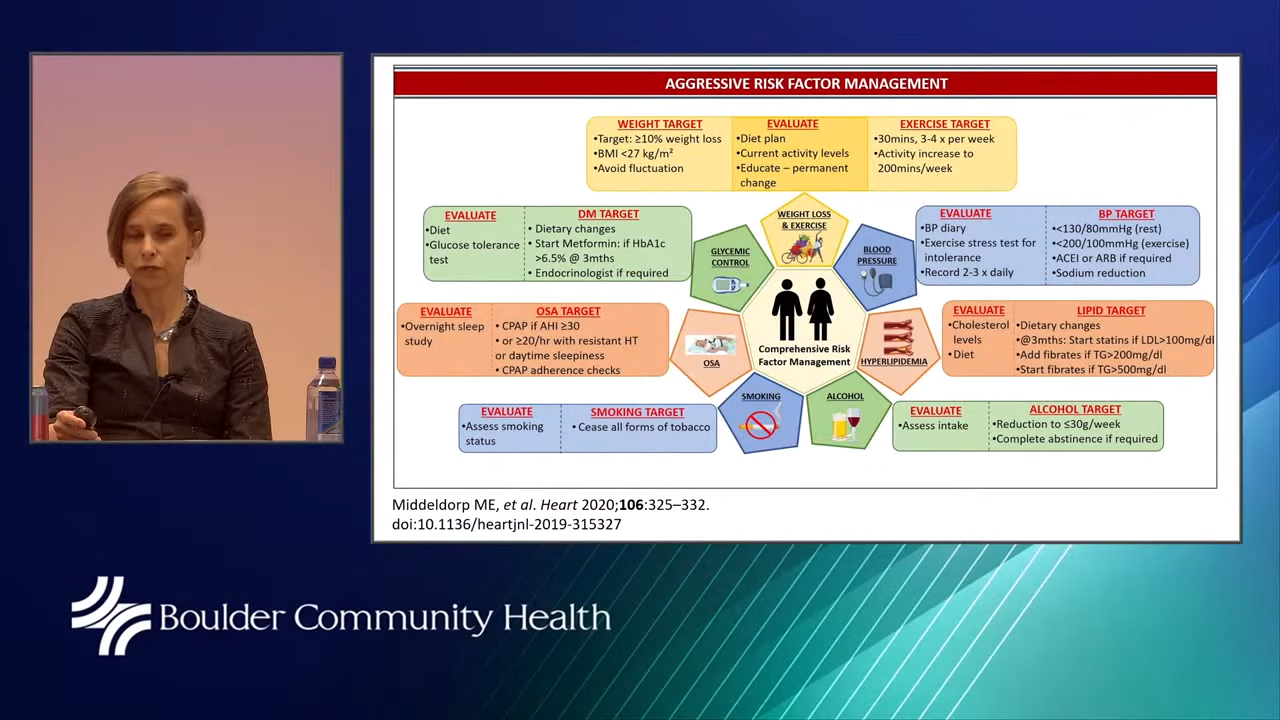 AGGRESSIVE RISK FACTOR MANAGEMENT
WEIGHT TARGET
•Target: ≥10% weight loss
•BMI <27 kg/m²
•Avoid fluctuation
EVALUATE
•Diet plan
•Current activity levels
•Educate – permanent
change
EXERCISE TARGET
•30mins, 3-4 x per week
•Activity increase to
200mins/week
EVALUATE
•Diet
•Glucose tolerance
test
DM TARGET
• Dietary changes
• Start Metformin: if HbA1c
>6.5% @ 3mths
• Endocrinologist if required
GLYCEMIC
CONTROL
WEIGHT LOSS
& EXERCISE
BLOOD
PRESSURE
EVALUATE
•BP diary
•Exercise stress test for
intolerance
•Record 2-3 x daily
BP TARGET
•<130/80mmHg (rest)
•<200/100mmHg (exercise)
•ACEI or ARB if required
•Sodium reduction
EVALUATE
•Overnight sleep
study
OSA TARGET
• CPAP if AHI ≥30
• or ≥20/hr with resistant HT
or daytime sleepiness
• CPAP adherence checks
OSA
Comprehensive Risk
Factor Management
HYPERLIPIDEMIA
EVALUATE
•Cholesterol
levels
•Diet
LIPID TARGET
•Dietary changes
•@3mths: Start statins if LDL>100mg/dl
•Add fibrates if TG>200mg/dl
•Start fibrates if TG>500mg/dl
EVALUATE
•Assess smoking
status
SMOKING TARGET
• Cease all forms of tobacco
SMOKING
ALCOHOL
EVALUATE
•Assess intake
ALCOHOL TARGET
•Reduction to ≤30g/week
•Complete abstinence if required
Middeldorp ME, et al. Heart 2020;106:325–332.
doi:10.1136/heartjnl-2019-315327
Boulder Community Health